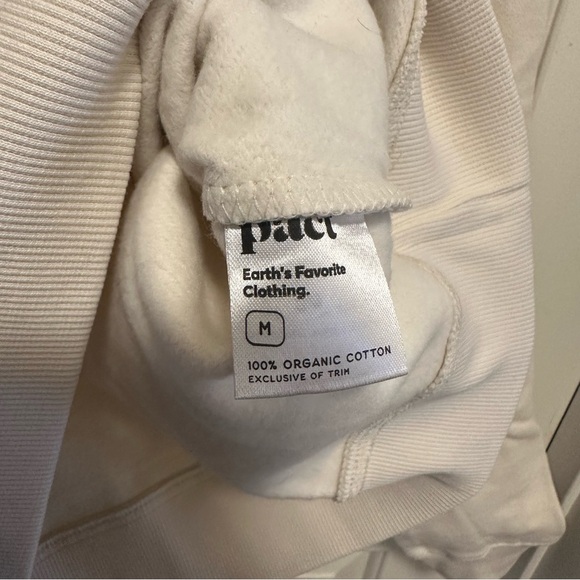 pact
Earth's Favorite
Clothing.
M
100% ORGANIC COTTON
EXCLUSIVE OF TRIM